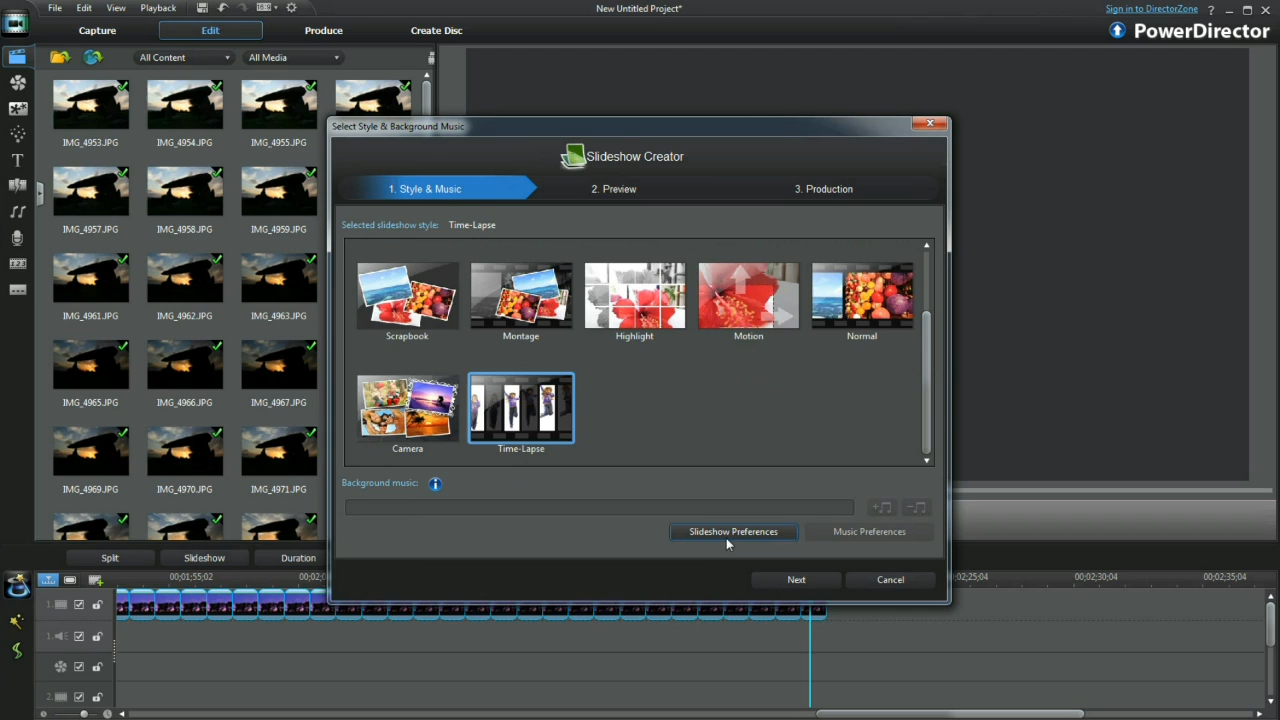 File Edit View Playback
New Untitled Project*
Sign in to DirectorZone ?
Capture Edit Produce Create Disc
PowerDirector
All Content All Media
IMG_4953.JPG IMG_4954.JPG IMG_4955.JPG
IMG_4957.JPG IMG_4958.JPG IMG_4959.JPG
IMG_4961.JPG IMG_4962.JPG IMG_4963.JPG
IMG_4965.JPG IMG_4966.JPG IMG_4967.JPG
IMG_4969.JPG IMG_4970.JPG IMG_4971.JPG
Select Style & Background Music
Slideshow Creator
1. Style & Music 2. Preview 3. Production
Selected slideshow style: Time-Lapse
Scrapbook Montage Highlight Motion Normal
Camera Time-Lapse
Background music:
Slideshow Preferences Music Preferences
Next Cancel
Split Slideshow Duration
00;01;55;02 00;02;25;04 00;02;30;04 00;02;35;04
1.
1.
2.